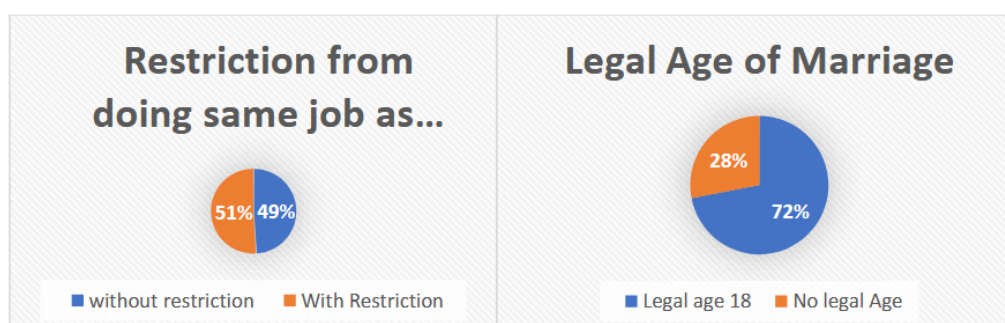 Restriction from
doing same job as...
51% 49%
without restriction With Restriction
Legal Age of Marriage
28%
72%
Legal age 18 No legal Age